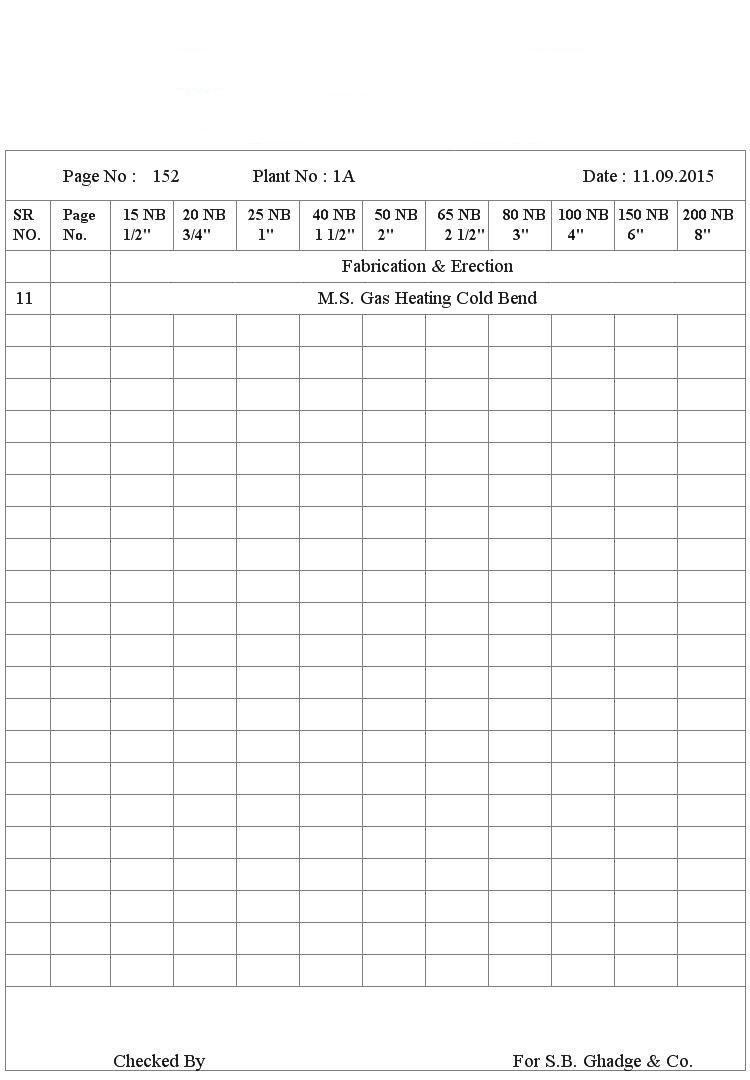 Page No : 152 Plant No : 1A Date : 11.09.2015
SR NO. Page No. 15 NB 1/2" 20 NB 3/4" 25 NB 1" 40 NB 1 1/2" 50 NB 2" 65 NB 2 1/2" 80 NB 3" 100 NB 4" 150 NB 6" 200 NB 8"
Fabrication & Erection
11 M.S. Gas Heating Cold Bend
Checked By For S.B. Ghadge & Co.